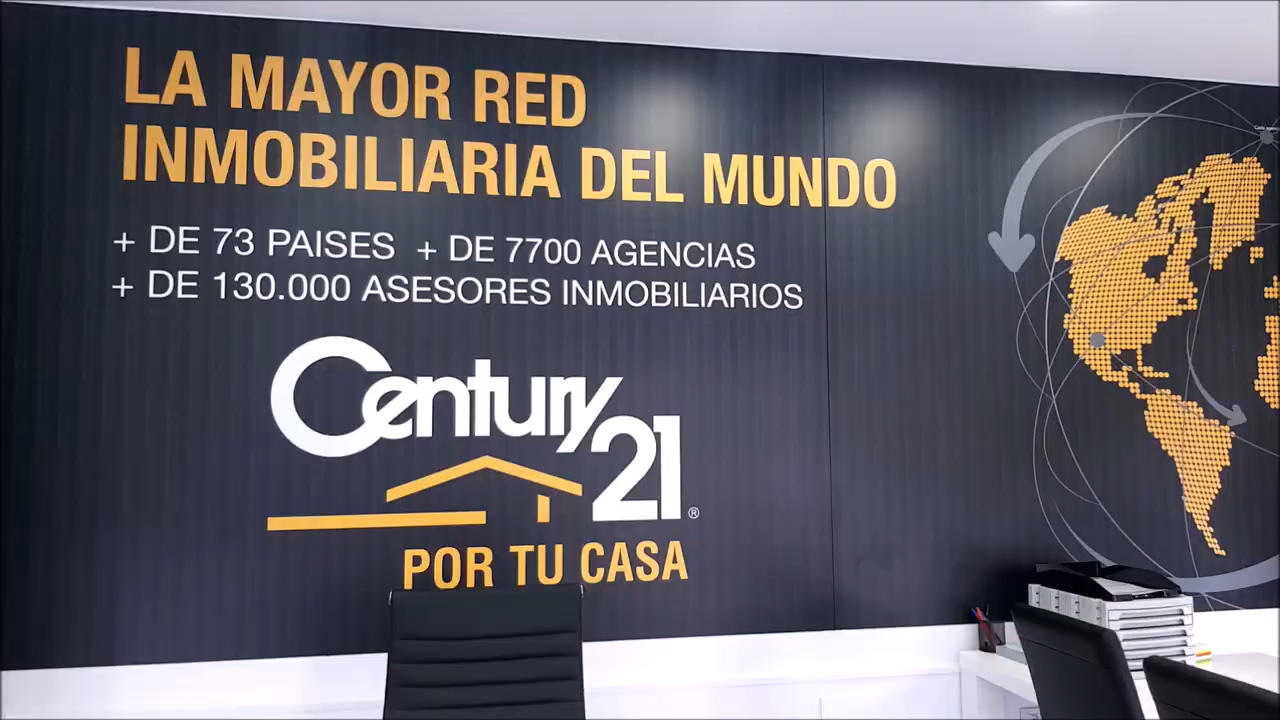 LA MAYOR RED
INMOBILIARIA DEL MUNDO
+ DE 73 PAISES + DE 7700 AGENCIAS
+ DE 130.000 ASESORES INMOBILIARIOS
Century
21®
POR TU CASA